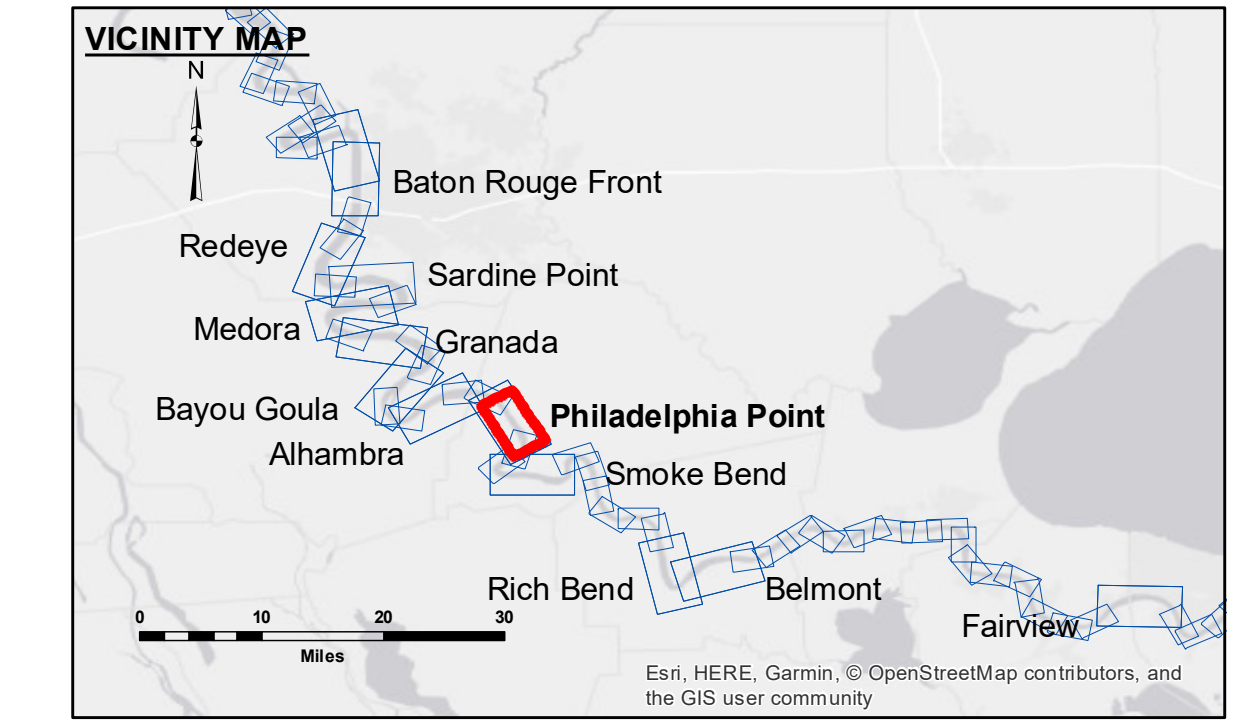 VICINITY MAP
N
Baton Rouge Front
Redeye
Sardine Point
Medora
Granada
Bayou Goula
Philadelphia Point
Alhambra
Smoke Bend
Rich Bend
Belmont
Fairview
0 10 20 30
Miles
Esri, HERE, Garmin, © OpenStreetMap contributors, and
the GIS user community